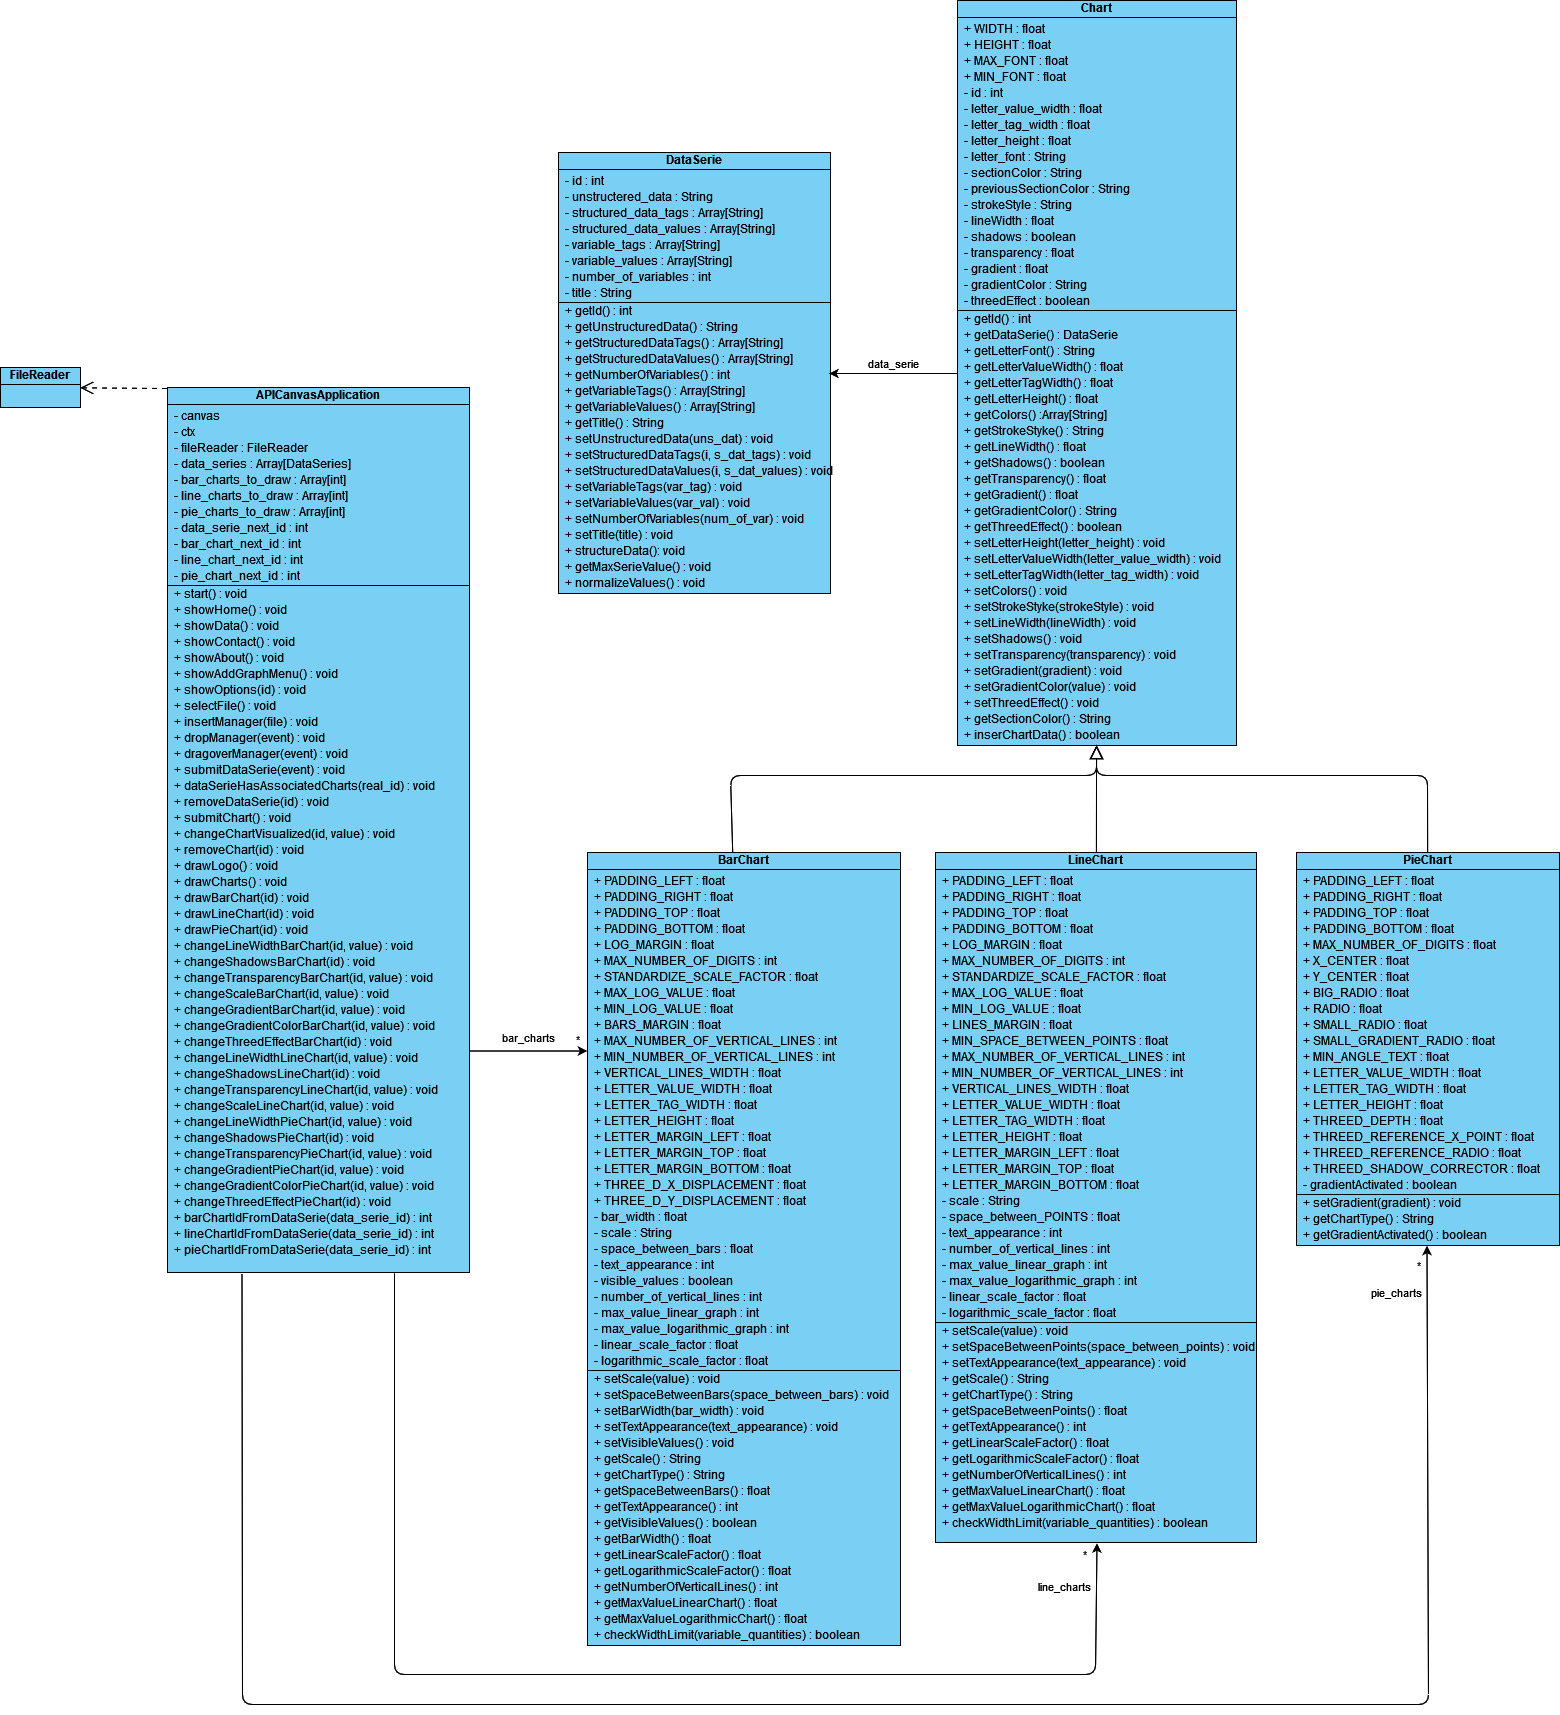 Chart
+ WIDTH : float
+ HEIGHT : float
+ MAX_FONT : float
+ MIN_FONT : float
- id : int
- letter_value_width : float
- letter_tag_width : float
- letter_height : float
- letter_font : String
- sectionColor : String
- previousSectionColor : String
- strokeStyle : String
- lineWidth : float
- shadows : boolean
- transparency : float
- gradient : float
- gradientColor : String
- threedEffect : boolean
+ getId() : int
+ getDataSerie() : DataSerie
+ getLetterFont() : String
+ getLetterValueWidth() : float
+ getLetterTagWidth() : float
+ getLetterHeight() : float
+ getColors() :Array[String]
+ getStrokeStyke() : String
+ getLineWidth() : float
+ getShadows() : boolean
+ getTransparency() : float
+ getGradient() : float
+ getGradientColor() : String
+ getThreedEffect() : boolean
+ setLetterHeight(letter_height) : void
+ setLetterValueWidth(letter_value_width) : void
+ setLetterTagWidth(letter_tag_width) : void
+ setColors() : void
+ setStrokeStyke(strokeStyle) : void
+ setLineWidth(lineWidth) : void
+ setShadows() : void
+ setTransparency(transparency) : void
+ setGradient(gradient) : void
+ setGradientColor(value) : void
+ setThreedEffect() : void
+ getSectionColor() : String
+ inserChartData() : boolean
DataSerie
- id : int
- unstructered_data : String
- structured_data_tags : Array[String]
- structured_data_values : Array[String]
- variable_tags : Array[String]
- variable_values : Array[String]
- number_of_variables : int
- title : String
+ getId() : int
+ getUnstructuredData() : String
+ getStructuredDataTags() : Array[String]
+ getStructuredDataValues() : Array[String]
+ getNumberOfVariables() : int
+ getVariableTags() : Array[String]
+ getVariableValues() : Array[String]
+ getTitle() : String
+ setUnstructuredData(uns_dat) : void
+ setStructuredDataTags(i, s_dat_tags) : void
+ setStructuredDataValues(i, s_dat_values) : void
+ setVariableTags(var_tag) : void
+ setVariableValues(var_val) : void
+ setNumberOfVariables(num_of_var) : void
+ setTitle(title) : void
+ structureData(): void
+ getMaxSerieValue() : void
+ normalizeValues() : void
data_serie
FileReader
APICanvasApplication
- canvas
- ctx
- fileReader : FileReader
- data_series : Array[DataSeries]
- bar_charts_to_draw : Array[int]
- line_charts_to_draw : Array[int]
- pie_charts_to_draw : Array[int]
- data_serie_next_id : int
- bar_chart_next_id : int
- line_chart_next_id : int
- pie_chart_next_id : int
+ start() : void
+ showHome() : void
+ showData() : void
+ showContact() : void
+ showAbout() : void
+ showAddGraphMenu() : void
+ showOptions(id) : void
+ selectFile() : void
+ insertManager(file) : void
+ dropManager(event) : void
+ dragoverManager(event) : void
+ submitDataSerie(event) : void
+ dataSerieHasAssociatedCharts(real_id) : void
+ removeDataSerie(id) : void
+ submitChart() : void
+ changeChartVisualized(id, value) : void
+ removeChart(id) : void
+ drawLogo() : void
+ drawCharts() : void
+ drawBarChart(id) : void
+ drawLineChart(id) : void
+ drawPieChart(id) : void
+ changeLineWidthBarChart(id, value) : void
+ changeShadowsBarChart(id) : void
+ changeTransparencyBarChart(id, value) : void
+ changeScaleBarChart(id, value) : void
+ changeGradientBarChart(id, value) : void
+ changeGradientColorBarChart(id, value) : void
+ changeThreedEffectBarChart(id) : void
+ changeLineWidthLineChart(id, value) : void
+ changeShadowsLineChart(id) : void
+ changeTransparencyLineChart(id, value) : void
+ changeScaleLineChart(id, value) : void
+ changeLineWidthPieChart(id, value) : void
+ changeShadowsPieChart(id) : void
+ changeTransparencyPieChart(id, value) : void
+ changeGradientPieChart(id, value) : void
+ changeGradientColorPieChart(id, value) : void
+ changeThreedEffectPieChart(id) : void
+ barChartIdFromDataSerie(data_serie_id) : int
+ lineChartIdFromDataSerie(data_serie_id) : int
+ pieChartIdFromDataSerie(data_serie_id) : int
bar_charts
*
BarChart
+ PADDING_LEFT : float
+ PADDING_RIGHT : float
+ PADDING_TOP : float
+ PADDING_BOTTOM : float
+ LOG_MARGIN : float
+ MAX_NUMBER_OF_DIGITS : int
+ STANDARDIZE_SCALE_FACTOR : float
+ MAX_LOG_VALUE : float
+ MIN_LOG_VALUE : float
+ BARS_MARGIN : float
+ MAX_NUMBER_OF_VERTICAL_LINES : int
+ MIN_NUMBER_OF_VERTICAL_LINES : int
+ VERTICAL_LINES_WIDTH : float
+ LETTER_VALUE_WIDTH : float
+ LETTER_TAG_WIDTH : float
+ LETTER_HEIGHT : float
+ LETTER_MARGIN_LEFT : float
+ LETTER_MARGIN_TOP : float
+ LETTER_MARGIN_BOTTOM : float
+ THREE_D_X_DISPLACEMENT : float
+ THREE_D_Y_DISPLACEMENT : float
- bar_width : float
- scale : String
- space_between_bars : float
- text_appearance : int
- visible_values : boolean
- number_of_vertical_lines : int
- max_value_linear_graph : int
- max_value_logarithmic_graph : int
- linear_scale_factor : float
- logarithmic_scale_factor : float
+ setScale(value) : void
+ setSpaceBetweenBars(space_between_bars) : void
+ setBarWidth(bar_width) : void
+ setTextAppearance(text_appearance) : void
+ setVisibleValues() : void
+ getScale() : String
+ getChartType() : String
+ getSpaceBetweenBars() : float
+ getTextAppearance() : int
+ getVisibleValues() : boolean
+ getBarWidth() : float
+ getLinearScaleFactor() : float
+ getLogarithmicScaleFactor() : float
+ getNumberOfVerticalLines() : int
+ getMaxValueLinearChart() : float
+ getMaxValueLogarithmicChart() : float
+ checkWidthLimit(variable_quantities) : boolean
LineChart
+ PADDING_LEFT : float
+ PADDING_RIGHT : float
+ PADDING_TOP : float
+ PADDING_BOTTOM : float
+ LOG_MARGIN : float
+ MAX_NUMBER_OF_DIGITS : int
+ STANDARDIZE_SCALE_FACTOR : float
+ MAX_LOG_VALUE : float
+ MIN_LOG_VALUE : float
+ LINES_MARGIN : float
+ MIN_SPACE_BETWEEN_POINTS : float
+ MAX_NUMBER_OF_VERTICAL_LINES : int
+ MIN_NUMBER_OF_VERTICAL_LINES : int
+ VERTICAL_LINES_WIDTH : float
+ LETTER_VALUE_WIDTH : float
+ LETTER_TAG_WIDTH : float
+ LETTER_HEIGHT : float
+ LETTER_MARGIN_LEFT : float
+ LETTER_MARGIN_TOP : float
+ LETTER_MARGIN_BOTTOM : float
- scale : String
- space_between_POINTS : float
- text_appearance : int
- number_of_vertical_lines : int
- max_value_linear_graph : int
- max_value_logarithmic_graph : int
- linear_scale_factor : float
- logarithmic_scale_factor : float
+ setScale(value) : void
+ setSpaceBetweenPoints(space_between_points) : void
+ setTextAppearance(text_appearance) : void
+ getScale() : String
+ getChartType() : String
+ getSpaceBetweenPoints() : float
+ getTextAppearance() : int
+ getLinearScaleFactor() : float
+ getLogarithmicScaleFactor() : float
+ getNumberOfVerticalLines() : int
+ getMaxValueLinearChart() : float
+ getMaxValueLogarithmicChart() : float
+ checkWidthLimit(variable_quantities) : boolean
*
line_charts
PieChart
+ PADDING_LEFT : float
+ PADDING_RIGHT : float
+ PADDING_TOP : float
+ PADDING_BOTTOM : float
+ MAX_NUMBER_OF_DIGITS : float
+ X_CENTER : float
+ Y_CENTER : float
+ BIG_RADIO : float
+ RADIO : float
+ SMALL_RADIO : float
+ SMALL_GRADIENT_RADIO : float
+ MIN_ANGLE_TEXT : float
+ LETTER_VALUE_WIDTH : float
+ LETTER_TAG_WIDTH : float
+ LETTER_HEIGHT : float
+ THREED_DEPTH : float
+ THREED_REFERENCE_X_POINT : float
+ THREED_REFERENCE_RADIO : float
+ THREED_SHADOW_CORRECTOR : float
- gradientActivated : boolean
+ setGradient(gradient) : void
+ getChartType() : String
+ getGradientActivated() : boolean
*
pie_charts